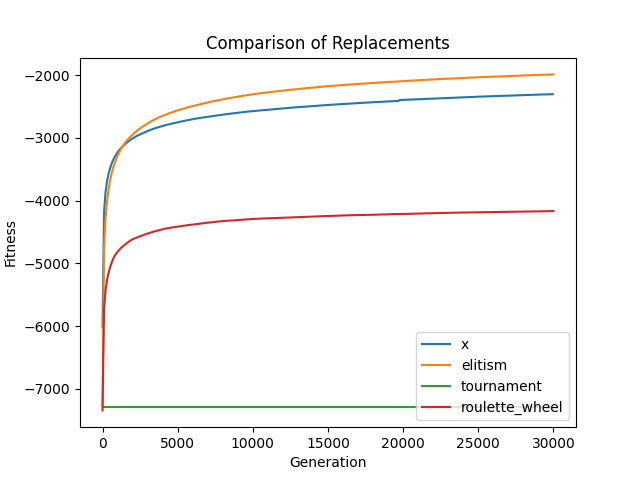 Comparison of Replacements
Fitness
−2000
−3000
−4000
−5000
−6000
−7000
x
elitism
tournament
roulette_wheel
0 5000 10000 15000 20000 25000 30000
Generation